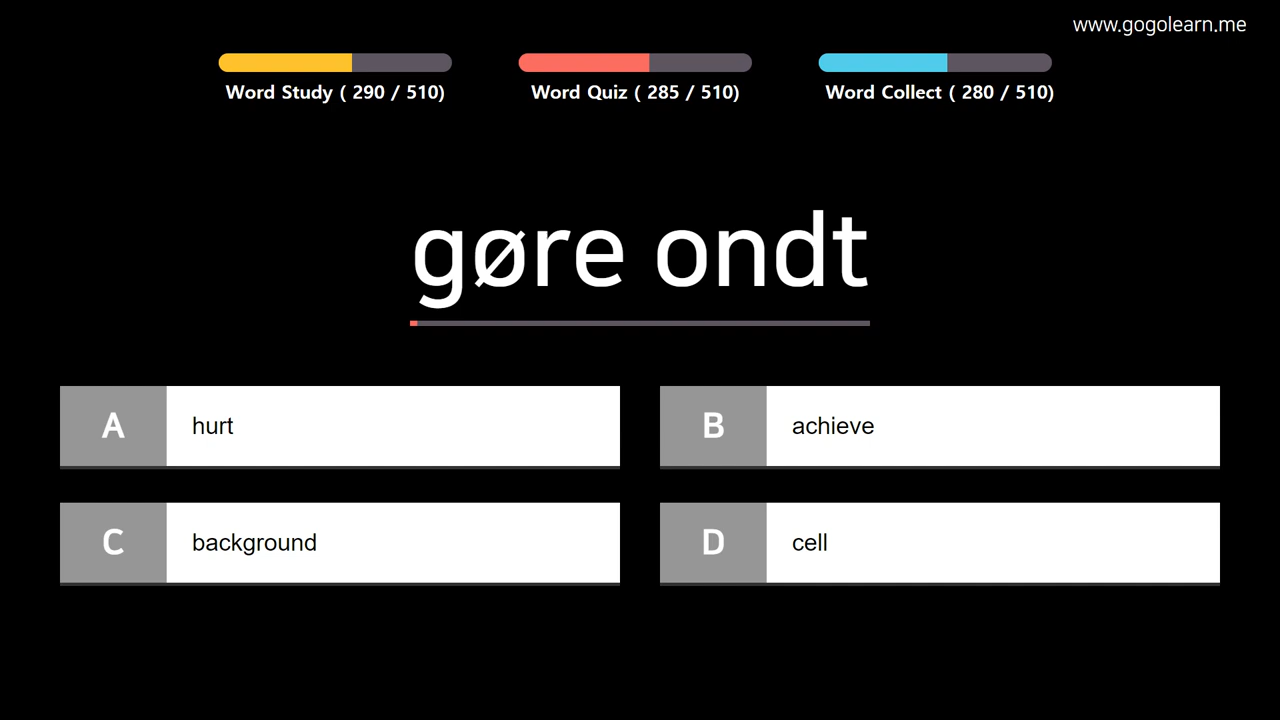 www.gogolearn.me
Word Study ( 290 / 510)
Word Quiz ( 285 / 510)
Word Collect ( 280 / 510)
gøre ondt
A hurt
B achieve
C background
D cell